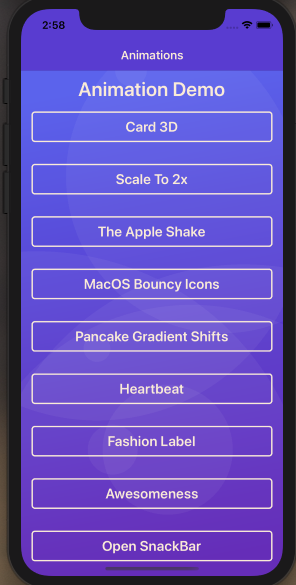 2:58
Animations
Animation Demo
Card 3D
Scale To 2x
The Apple Shake
MacOS Bouncy Icons
Pancake Gradient Shifts
Heartbeat
Fashion Label
Awesomeness
Open SnackBar